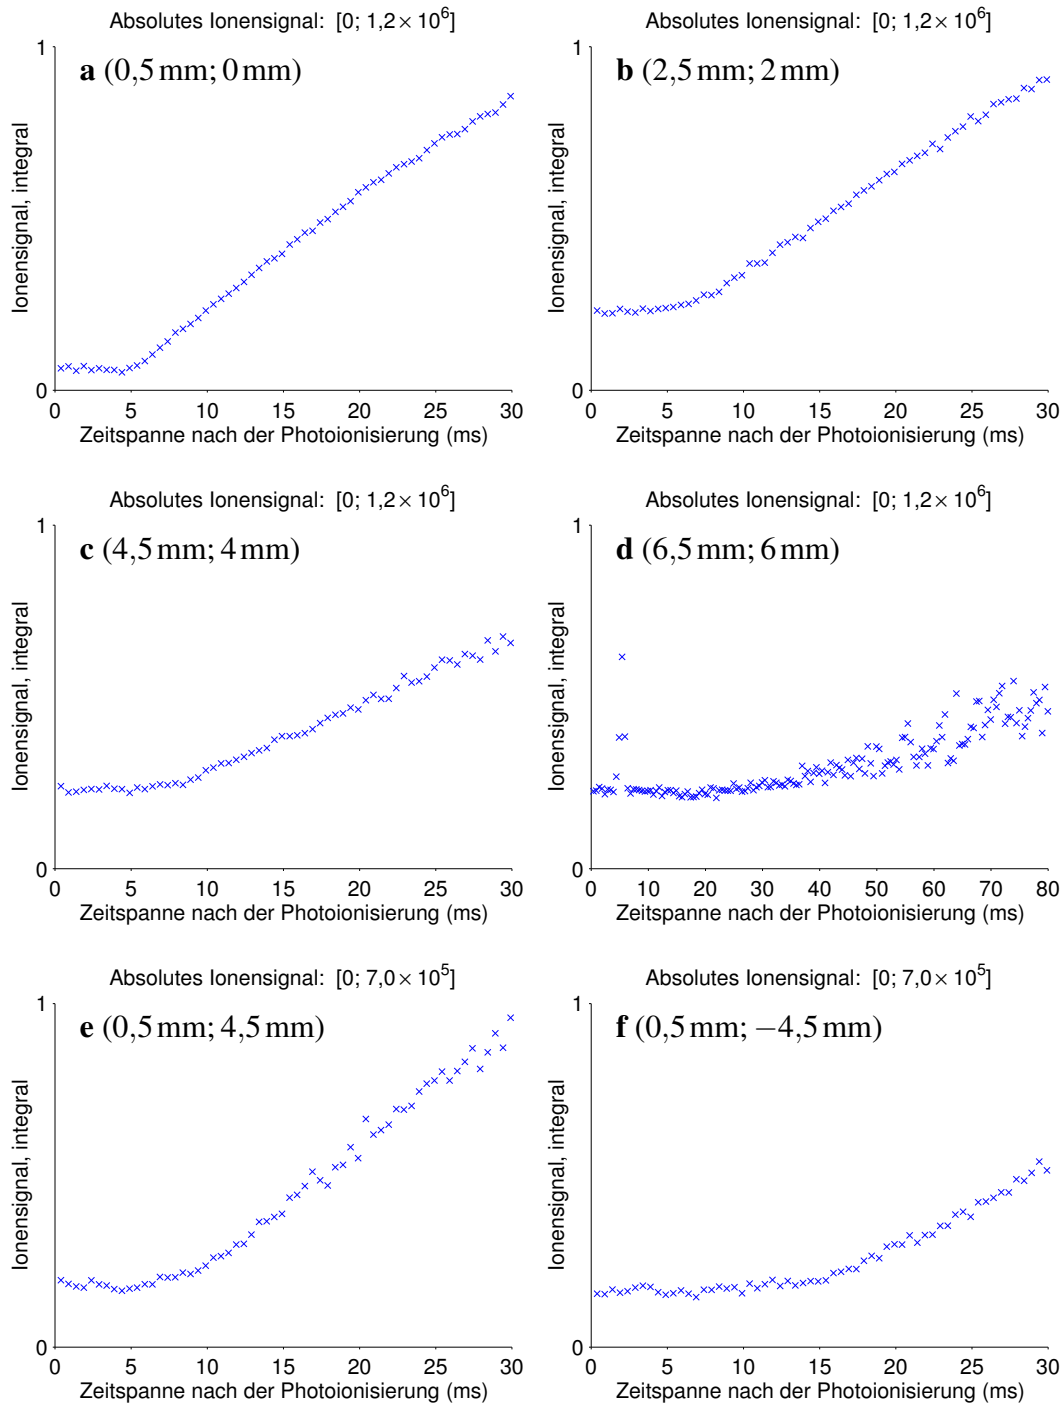 Absolutes Ionensignal: [0; 1,2 × 10⁶]
1
a (0,5 mm; 0 mm)
Ionensignal, integral
0
0 5 10 15 20 25 30
Zeitspanne nach der Photoionisierung (ms)
Absolutes Ionensignal: [0; 1,2 × 10⁶]
1
b (2,5 mm; 2 mm)
Ionensignal, integral
0
0 5 10 15 20 25 30
Zeitspanne nach der Photoionisierung (ms)
Absolutes Ionensignal: [0; 1,2 × 10⁶]
1
c (4,5 mm; 4 mm)
Ionensignal, integral
0
0 5 10 15 20 25 30
Zeitspanne nach der Photoionisierung (ms)
Absolutes Ionensignal: [0; 1,2 × 10⁶]
1
d (6,5 mm; 6 mm)
Ionensignal, integral
0
0 10 20 30 40 50 60 70 80
Zeitspanne nach der Photoionisierung (ms)
Absolutes Ionensignal: [0; 7,0 × 10⁵]
1
e (0,5 mm; 4,5 mm)
Ionensignal, integral
0
0 5 10 15 20 25 30
Zeitspanne nach der Photoionisierung (ms)
Absolutes Ionensignal: [0; 7,0 × 10⁵]
1
f (0,5 mm; −4,5 mm)
Ionensignal, integral
0
0 5 10 15 20 25 30
Zeitspanne nach der Photoionisierung (ms)